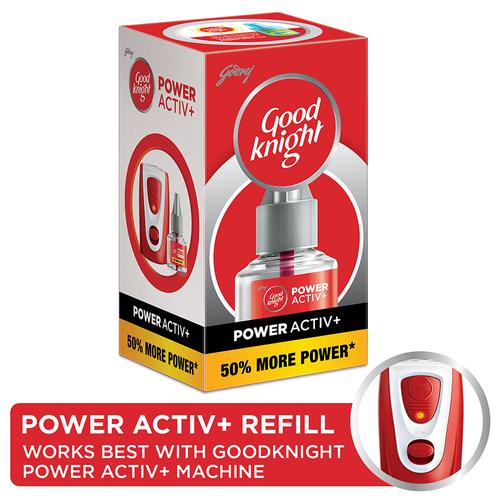 Godrej
Good
knight
POWER
ACTIV+
POWER ACTIV+
50% MORE POWER*
Godrej
Good
knight
Good
knight
POWER
ACTIV+
POWER ACTIV+
50% MORE POWER*
POWER ACTIV+ REFILL
WORKS BEST WITH GOODKNIGHT
POWER ACTIV+ MACHINE